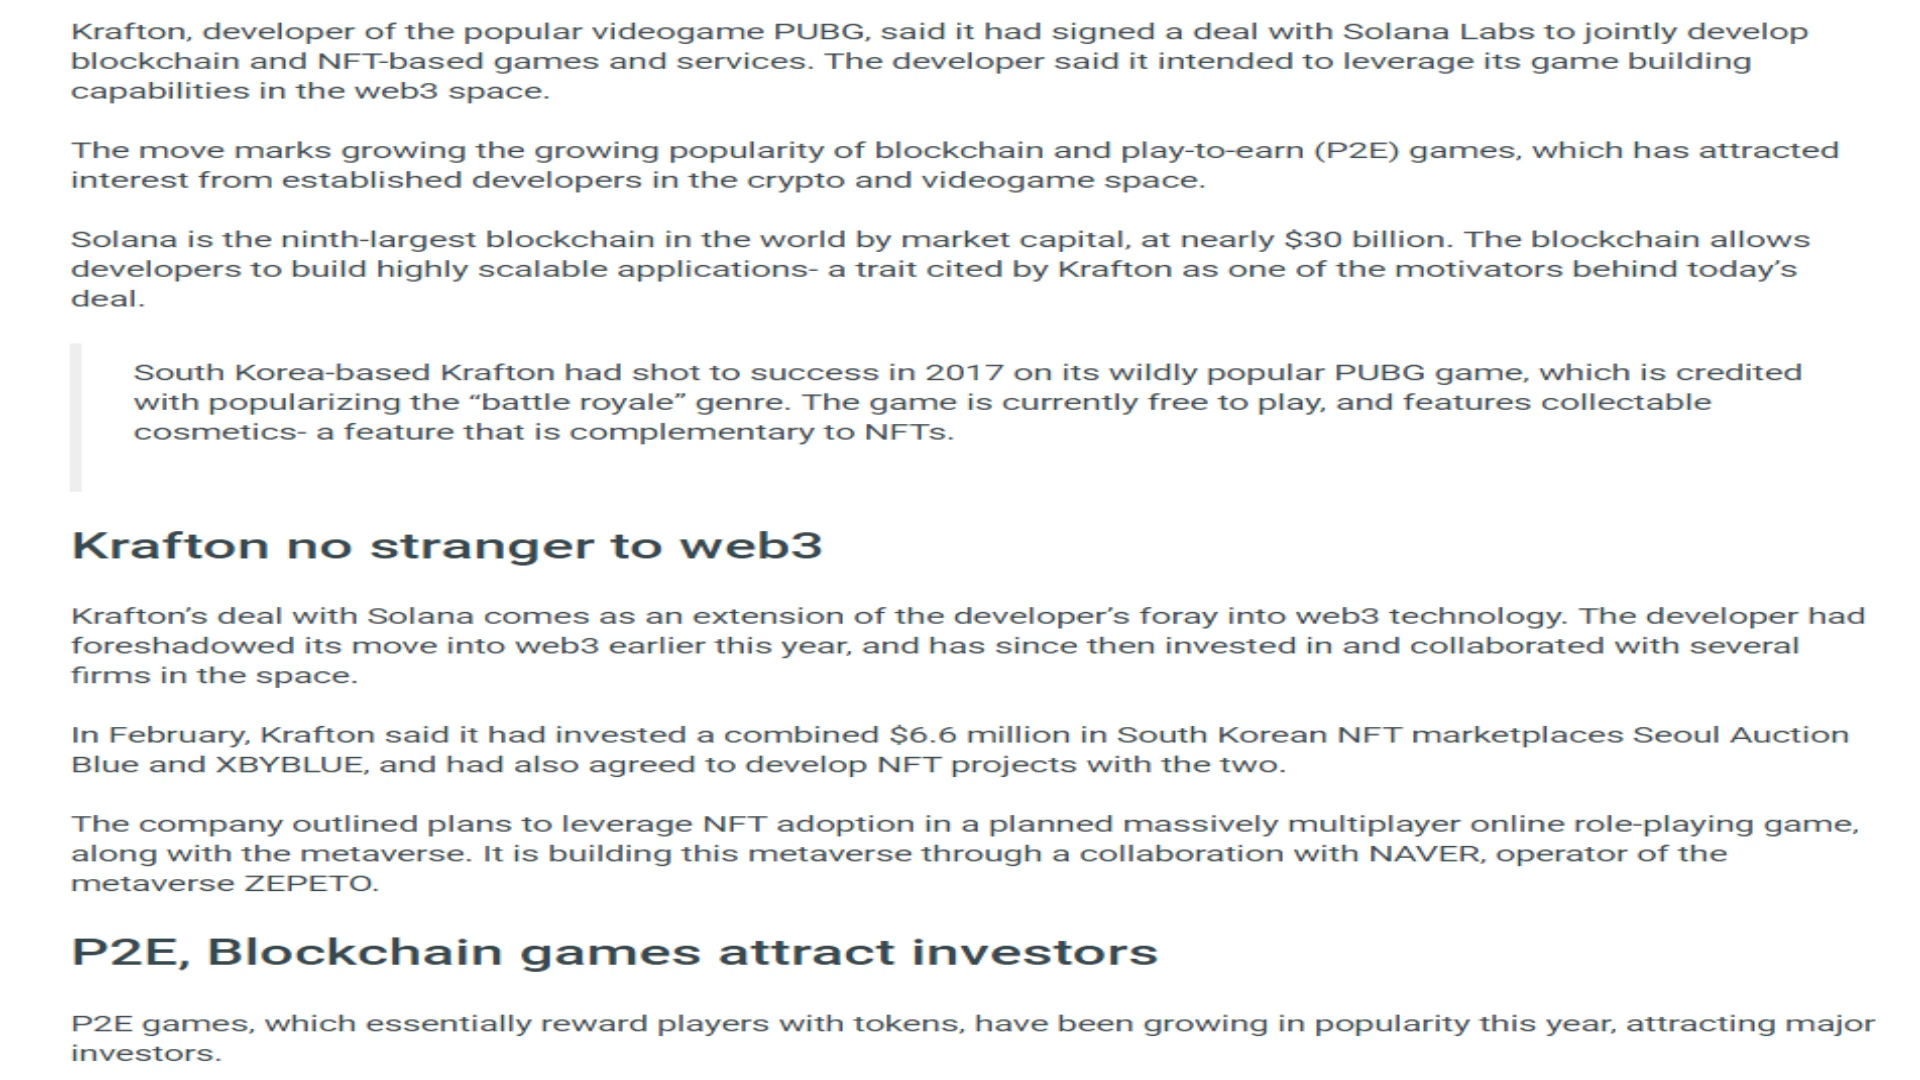 Krafton, developer of the popular videogame PUBG, said it had signed a deal with Solana Labs to jointly develop
blockchain and NFT-based games and services. The developer said it intended to leverage its game building
capabilities in the web3 space.
The move marks growing the growing popularity of blockchain and play-to-earn (P2E) games, which has attracted
interest from established developers in the crypto and videogame space.
Solana is the ninth-largest blockchain in the world by market capital, at nearly $30 billion. The blockchain allows
developers to build highly scalable applications- a trait cited by Krafton as one of the motivators behind today’s
deal.
South Korea-based Krafton had shot to success in 2017 on its wildly popular PUBG game, which is credited
with popularizing the “battle royale” genre. The game is currently free to play, and features collectable
cosmetics- a feature that is complementary to NFTs.
Krafton no stranger to web3
Krafton’s deal with Solana comes as an extension of the developer’s foray into web3 technology. The developer had
foreshadowed its move into web3 earlier this year, and has since then invested in and collaborated with several
firms in the space.
In February, Krafton said it had invested a combined $6.6 million in South Korean NFT marketplaces Seoul Auction
Blue and XBYBLUE, and had also agreed to develop NFT projects with the two.
The company outlined plans to leverage NFT adoption in a planned massively multiplayer online role-playing game,
along with the metaverse. It is building this metaverse through a collaboration with NAVER, operator of the
metaverse ZEPETO.
P2E, Blockchain games attract investors
P2E games, which essentially reward players with tokens, have been growing in popularity this year, attracting major
investors.